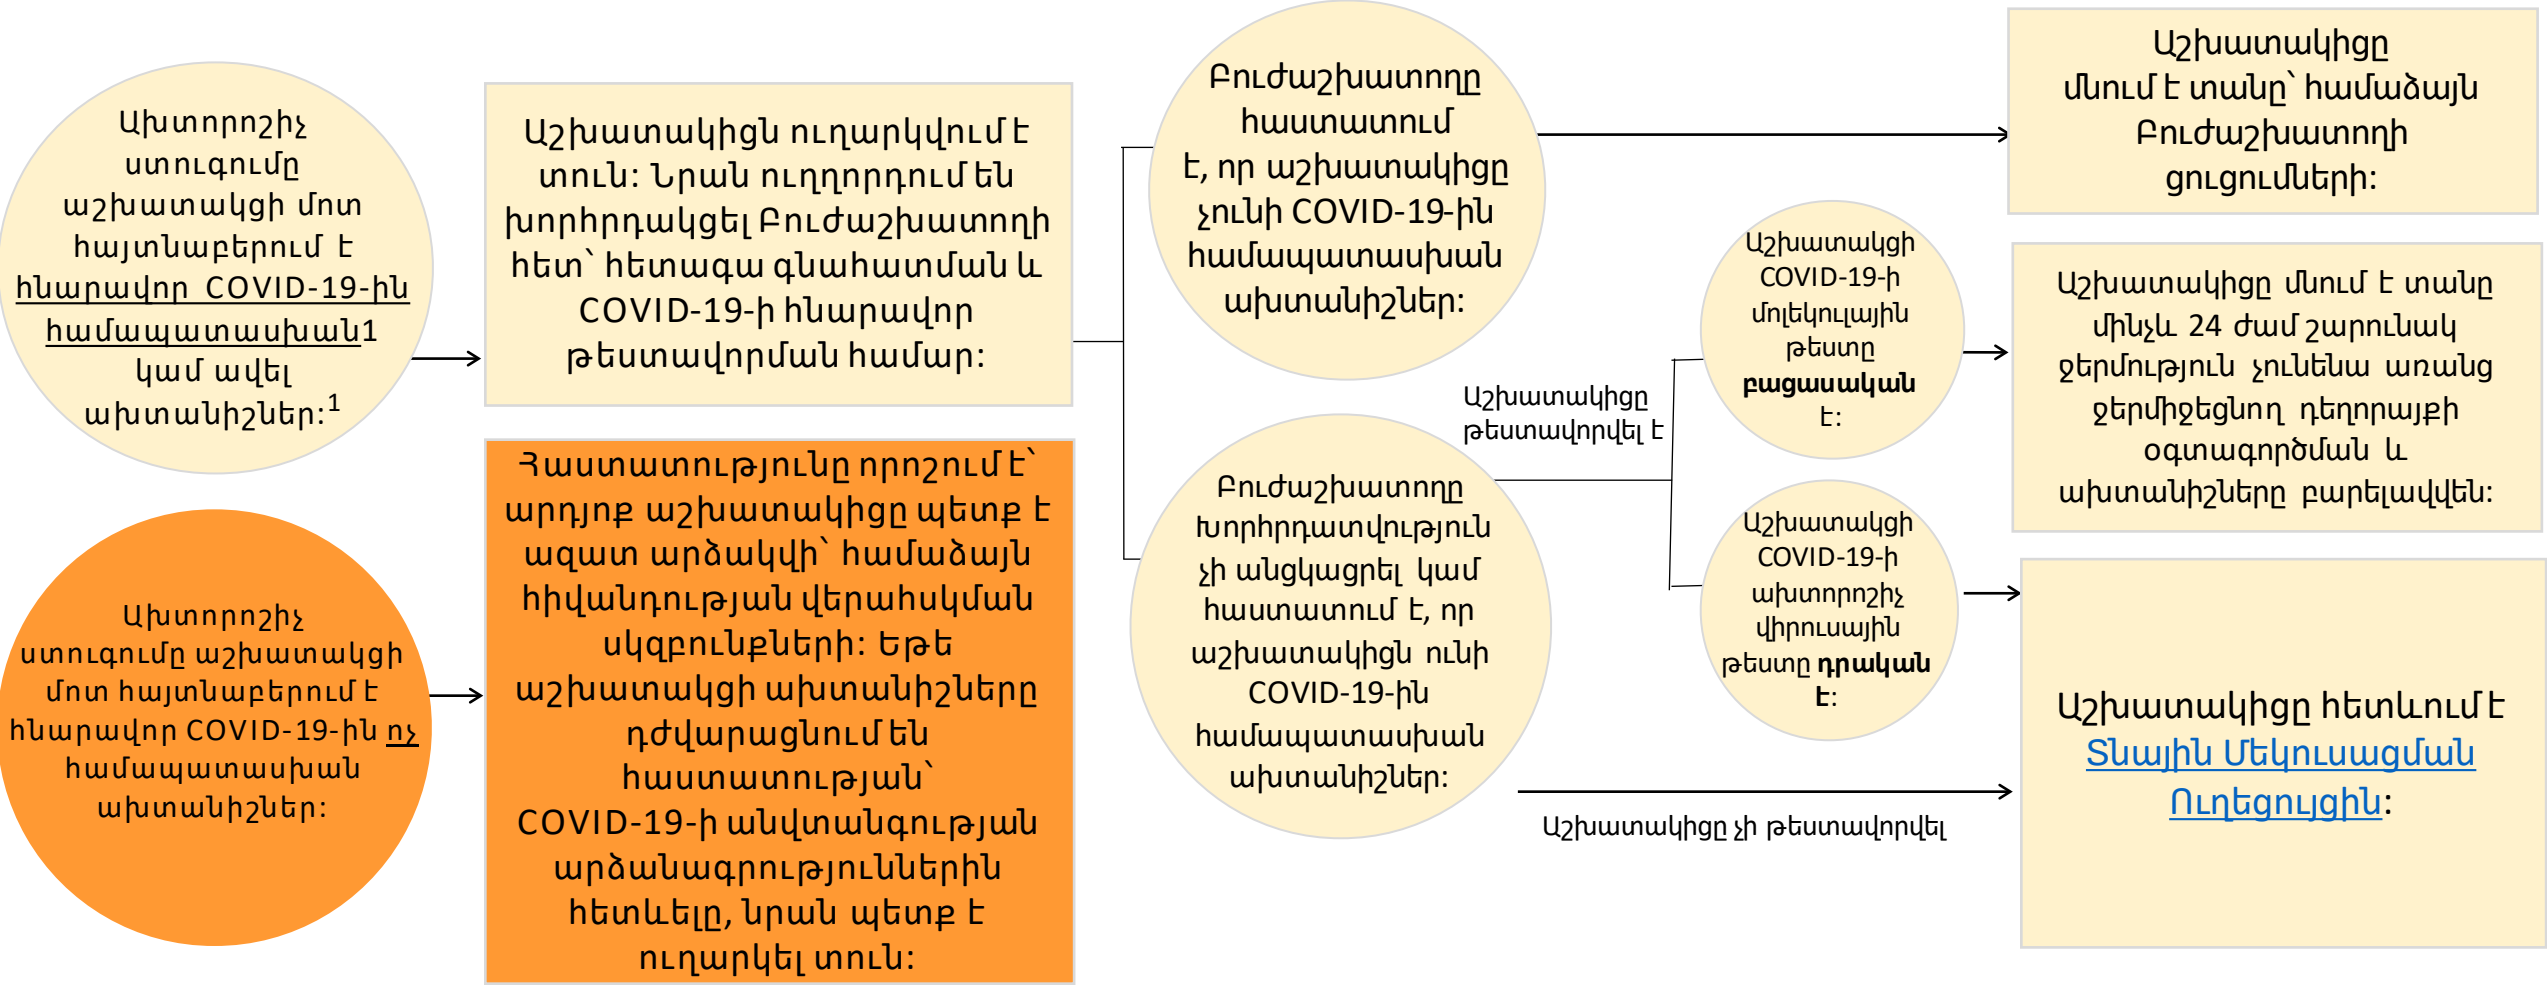 Ախտորոշիչ
ստուգումը
աշխատակցի մոտ
հայտնաբերում է
հնարավոր COVID-19-ին
համապատասխան1
կամ ավել
ախտանիշներ:1
Աշխատակիցն ուղարկվում է
տուն: Նրան ուղղորդում են
խորհրդակցել Բուժաշխատողի
հետ՝ հետագա գնահատման և
COVID-19-ի հնարավոր
թեստավորման համար:
Բուժաշխատողը
հաստատում
է, որ աշխատակիցը
չունի COVID-19-ին
համապատասխան
ախտանիշներ:
Աշխատակիցը
մնում է տանը՝ համաձայն
Բուժաշխատողի
ցուցումների:
Աշխատակիցը
թեստավորվել է
Աշխատակցի
COVID-19-ի
մոլեկուլային
թեստը
բացասական
է:
Աշխատակիցը մնում է տանը
մինչև 24 ժամ շարունակ
ջերմություն չունենա առանց
ջերմիջեցնող դեղորայքի
օգտագործման և
ախտանիշները բարելավվեն:
Ախտորոշիչ
ստուգումը աշխատակցի
մոտ հայտնաբերում է
հնարավոր COVID-19-ին ոչ
համապատասխան
ախտանիշներ:
Հաստատությունը որոշում է՝
արդյոք աշխատակիցը պետք է
ազատ արձակվի՝ համաձայն
հիվանդության վերահսկման
սկզբունքների: Եթե
աշխատակցի ախտանիշները
դժվարացնում են
հաստատության՝
COVID-19-ի անվտանգության
արձանագրություններին
հետևելը, նրան պետք է
ուղարկել տուն:
Բուժաշխատողը
Խորհրդատվություն
չի անցկացրել կամ
հաստատում է, որ
աշխատակիցն ունի
COVID-19-ին
համապատասխան
ախտանիշներ:
Աշխատակցի
COVID-19-ի
ախտորոշիչ
վիրուսային
թեստը դրական
է:
Աշխատակիցը չի թեստավորվել
Աշխատակիցը հետևում է
Տնային Մեկուսացման
Ուղեցույցին: